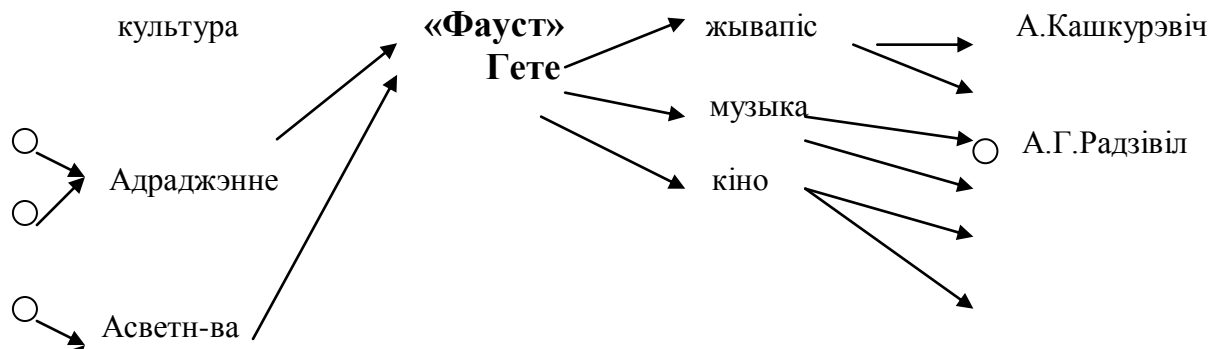 культура
«Фауст»
Гете
жывапіс
А.Кашкурэвіч
музыка
А.Г.Радзівіл
Адраджэнне
кіно
Асветн-ва